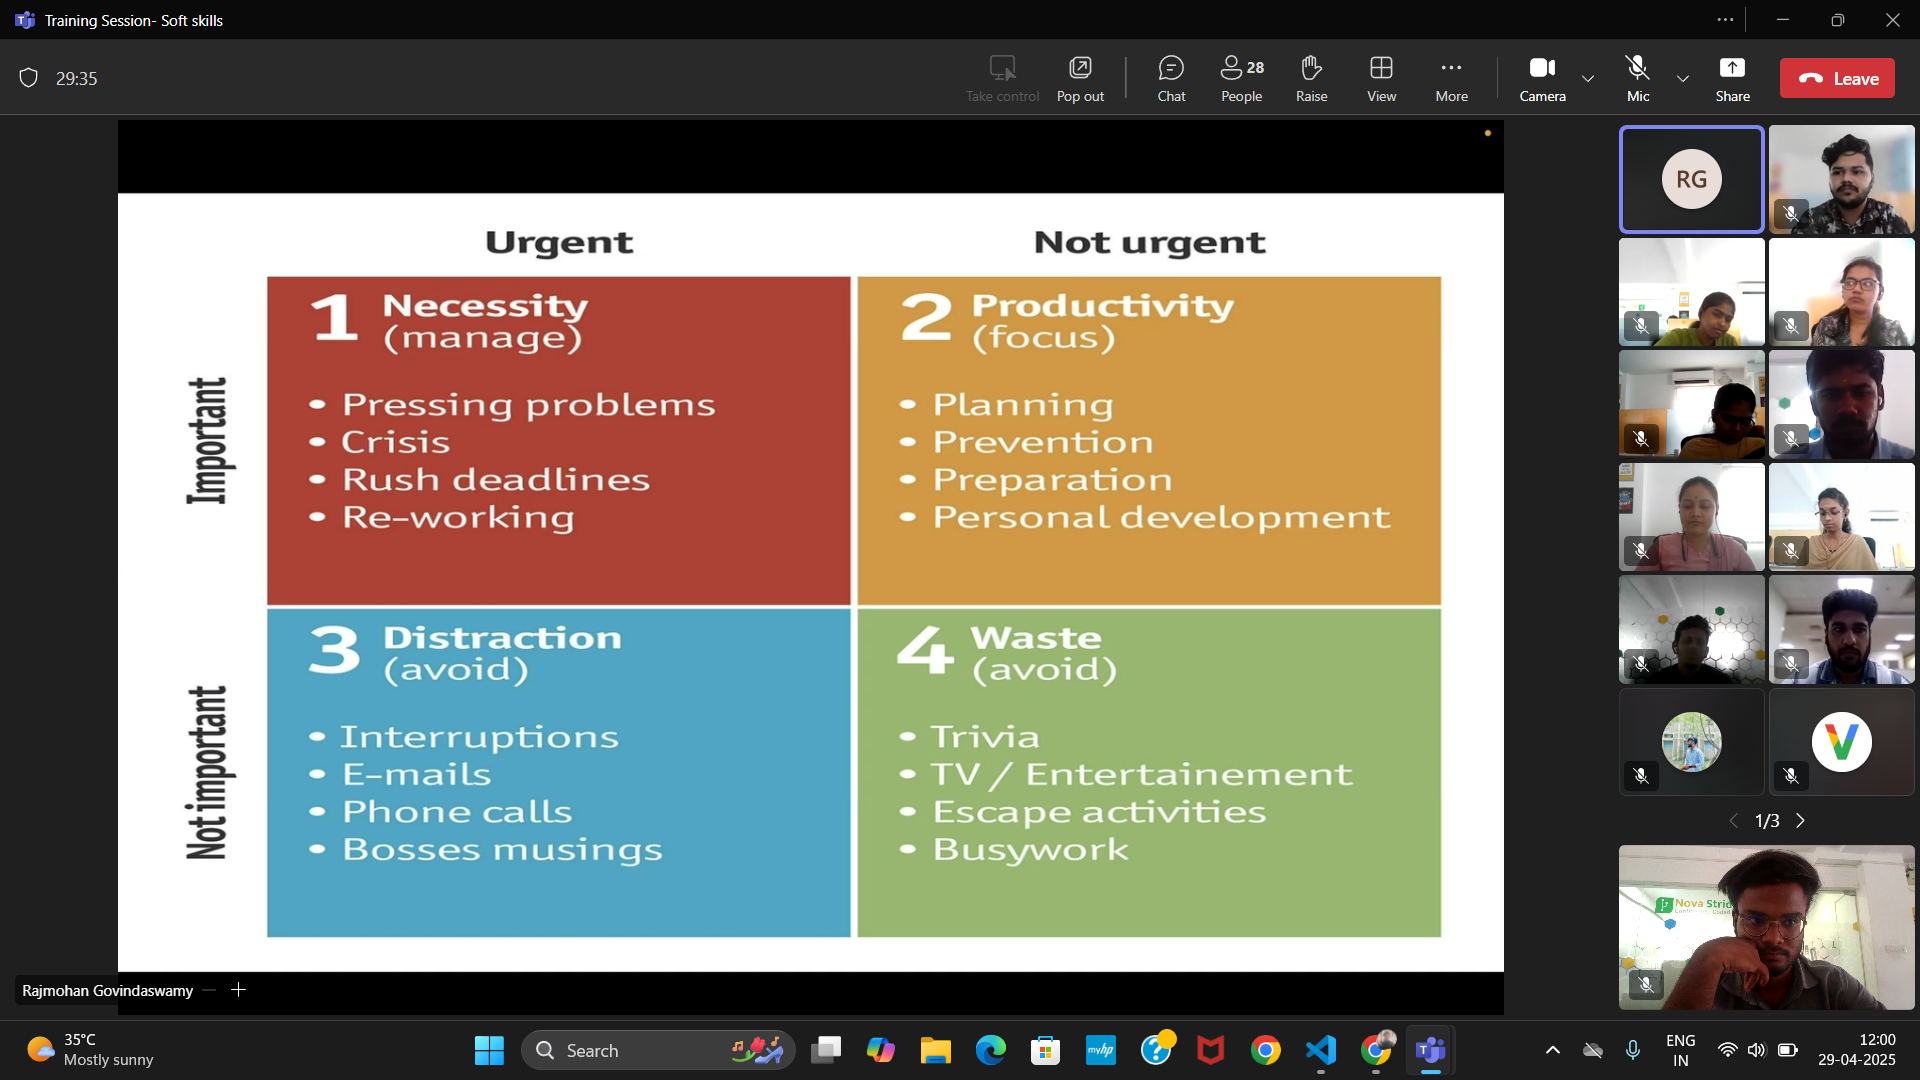 Training Session- Soft skills
29:35
Take control
Pop out
Chat
28
People
Raise
View
More
Camera
Mic
Share
Leave
Urgent
Not urgent
Important
1 Necessity
(manage)
• Pressing problems
• Crisis
• Rush deadlines
• Re-working
2 Productivity
(focus)
• Planning
• Prevention
• Preparation
• Personal development
Not important
3 Distraction
(avoid)
• Interruptions
• E-mails
• Phone calls
• Bosses musings
4 Waste
(avoid)
• Trivia
• TV / Entertainement
• Escape activities
• Busywork
RG
V
1/3
Nova Strid
Rajmohan Govindaswamy
35°C
Mostly sunny
Search
myhp
ENG
IN
12:00
29-04-2025